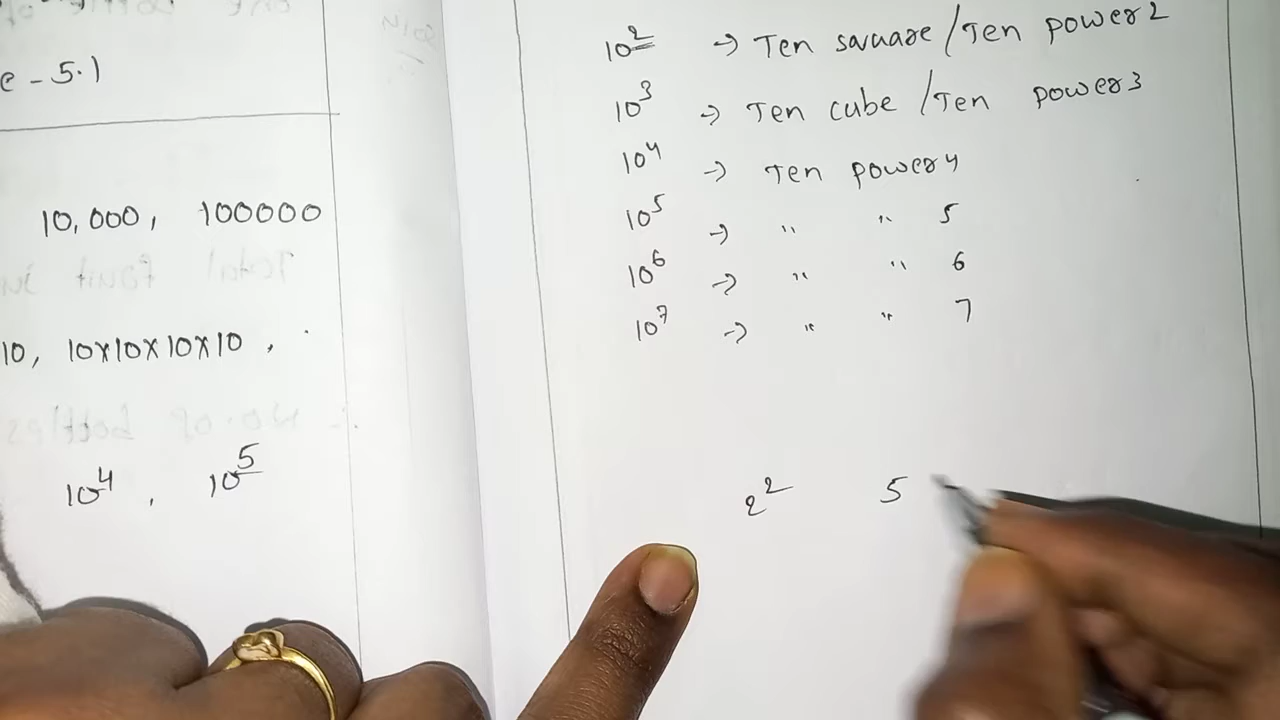 e - 5.1)
10,000, 100000
10, 10x10x10x10,
10⁴, 10⁵
10² → Ten square/Ten power 2
10³ → Ten cube/Ten power 3
10⁴ → Ten power 4
10⁵ → " " 5
10⁶ → " " 6
10⁷ → " " 7
2² 5